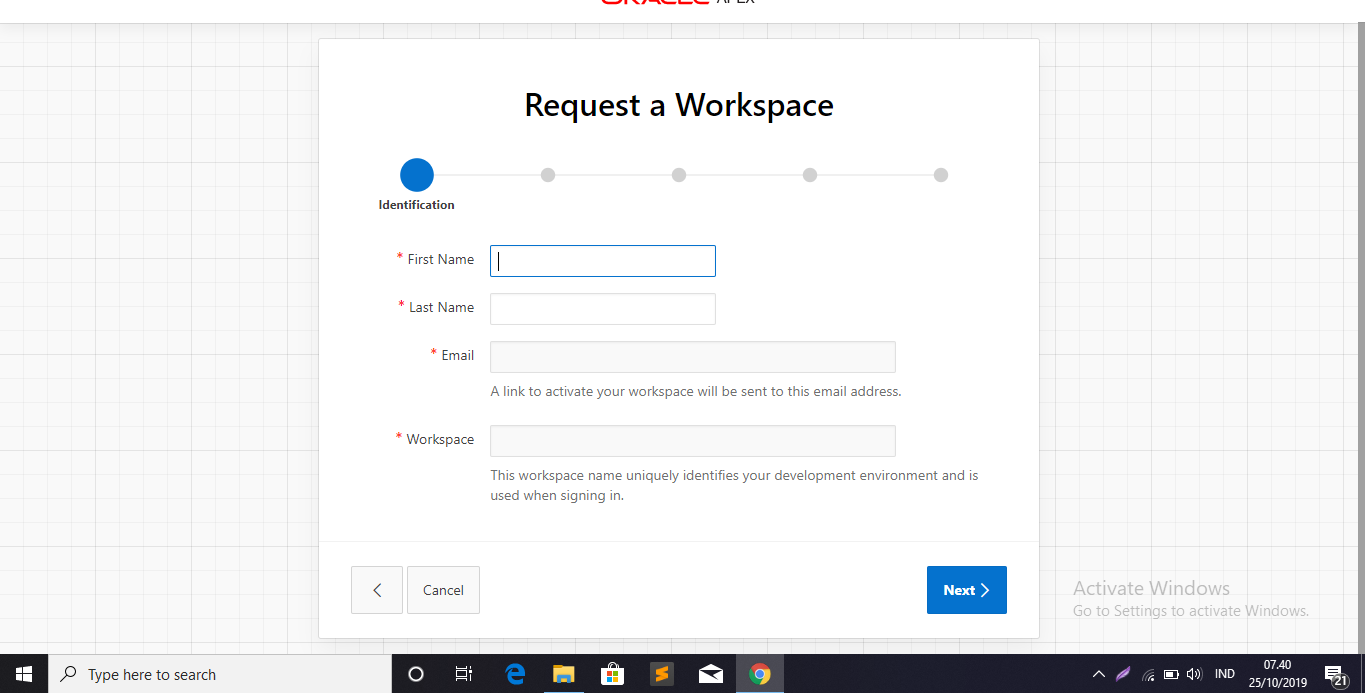 ORACLE APEX
Request a Workspace
Identification
* First Name
* Last Name
* Email
A link to activate your workspace will be sent to this email address.
* Workspace
This workspace name uniquely identifies your development environment and is
used when signing in.
Cancel
Next
Activate Windows
Go to Settings to activate Windows.
Type here to search
IND
07.40
25/10/2019
21